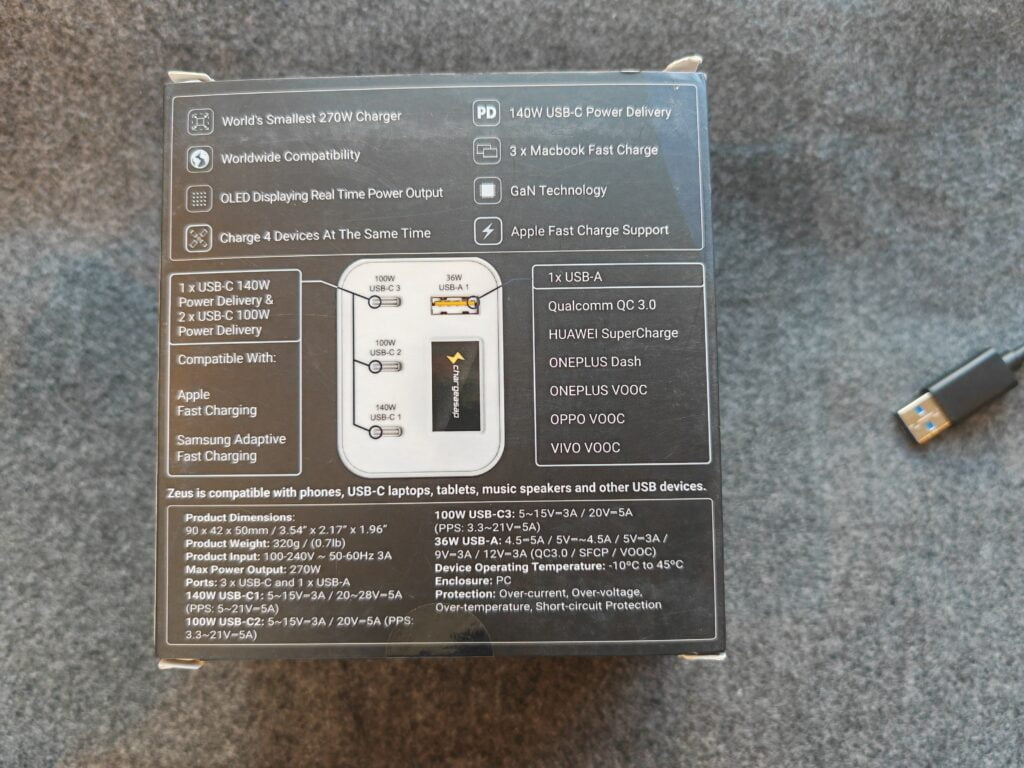 World's Smallest 270W Charger
Worldwide Compatibility
OLED Displaying Real Time Power Output
Charge 4 Devices At The Same Time
PD
140W USB-C Power Delivery
3 x Macbook Fast Charge
GaN Technology
Apple Fast Charge Support
1 x USB-C 140W
Power Delivery &
2 x USB-C 100W
Power Delivery
Compatible With:
Apple
Fast Charging
Samsung Adaptive
Fast Charging
100W
USB-C 3
36W
USB-A 1
100W
USB-C 2
140W
USB-C 1
chargeasap
1x USB-A
Qualcomm QC 3.0
HUAWEI SuperCharge
ONEPLUS Dash
ONEPLUS VOOC
OPPO VOOC
VIVO VOOC
Zeus is compatible with phones, USB-C laptops, tablets, music speakers and other USB devices.
Product Dimensions:
90 x 42 x 50mm / 3.54" x 2.17" x 1.96"
Product Weight: 320g / (0.7lb)
Product Input: 100-240V ~ 50-60Hz 3A
Max Power Output: 270W
Ports: 3 x USB-C and 1 x USB-A
140W USB-C1: 5~15V=3A / 20~28V=5A
(PPS: 5~21V=5A)
100W USB-C2: 5~15V=3A / 20V=5A (PPS:
3.3~21V=5A)
100W USB-C3: 5~15V=3A / 20V=5A
(PPS: 3.3~21V=5A)
36W USB-A: 4.5=5A / 5V=~4.5A / 5V=3A /
9V=3A / 12V=3A (QC3.0 / SFCP / VOOC)
Device Operating Temperature: -10ºC to 45ºC
Enclosure: PC
Protection: Over-current, Over-voltage,
Over-temperature, Short-circuit Protection